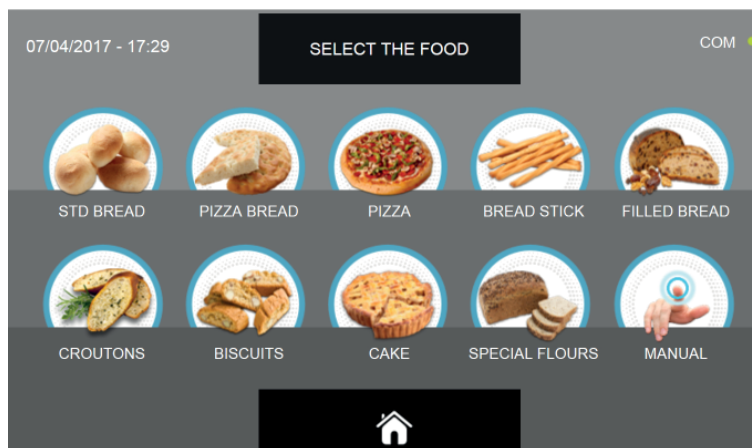 07/04/2017 - 17:29
SELECT THE FOOD
COM
STD BREAD
PIZZA BREAD
PIZZA
BREAD STICK
FILLED BREAD
CROUTONS
BISCUITS
CAKE
SPECIAL FLOURS
MANUAL